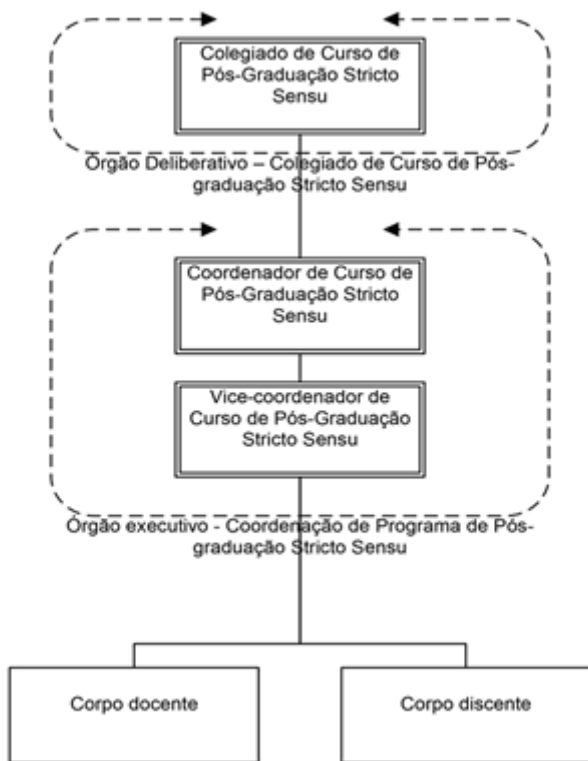 Colegiado de Curso de
Pós-Graduação Stricto
Sensu
Órgão Deliberativo – Colegiado de Curso de Pós-
graduação Stricto Sensu
Coordenador de Curso de
Pós-Graduação Stricto
Sensu
Vice-coordenador de
Curso de Pós-Graduação
Stricto Sensu
Órgão executivo - Coordenação de Programa de Pós-
graduação Stricto Sensu
Corpo docente
Corpo discente